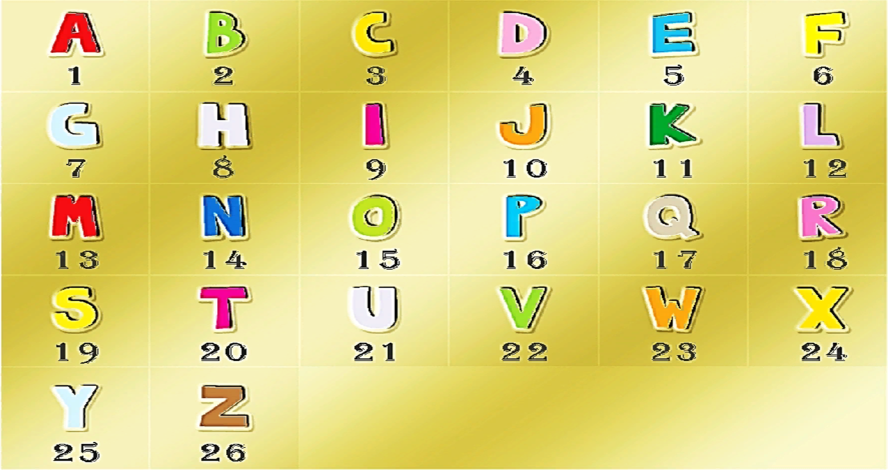 A B C D E F
1 2 3 4 5 6
G H I J K L
7 8 9 10 11 12
M N O P Q R
13 14 15 16 17 18
S T U V W X
19 20 21 22 23 24
Y Z
25 26